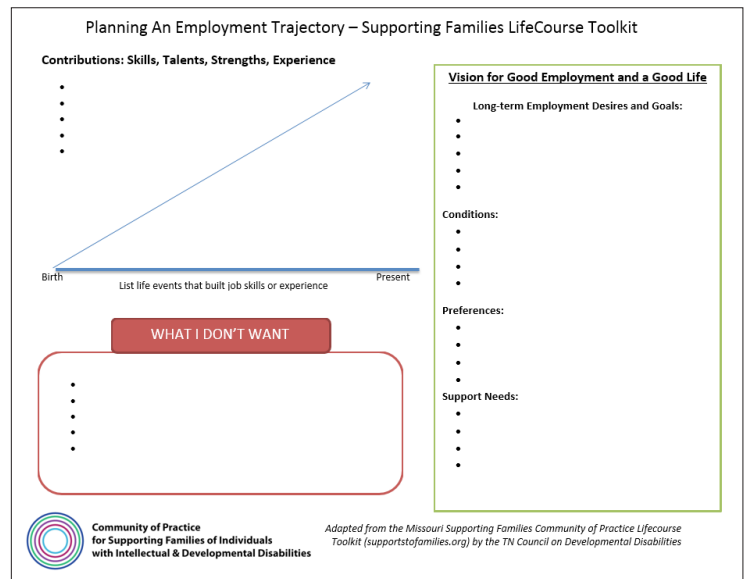 Planning An Employment Trajectory – Supporting Families LifeCourse Toolkit
Contributions: Skills, Talents, Strengths, Experience
Birth
Present
List life events that built job skills or experience
WHAT I DON'T WANT
Vision for Good Employment and a Good Life
Long-term Employment Desires and Goals:
Conditions:
Preferences:
Support Needs:
Community of Practice
for Supporting Families of Individuals
with Intellectual & Developmental Disabilities
Adapted from the Missouri Supporting Families Community of Practice Lifecourse
Toolkit (supportstofamilies.org) by the TN Council on Developmental Disabilities